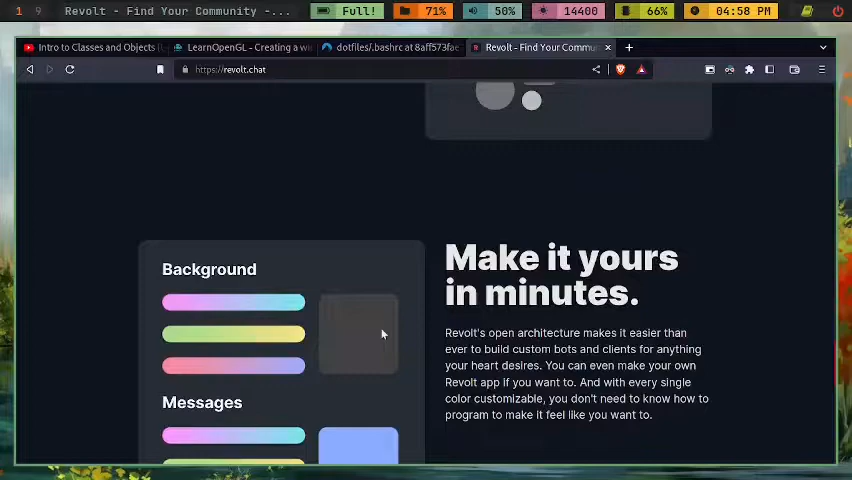 1 9 Revolt - Find Your Community -... Full! 71% 50% 14400 66% 04:58 PM
Intro to Classes and Objects (L LearnOpenGL - Creating a wi dotfiles/.bashrc at 8aff573fae Revolt - Find Your Commu
https://revolt.chat
Background
Messages
Make it yours
in minutes.
Revolt's open architecture makes it easier than
ever to build custom bots and clients for anything
your heart desires. You can even make your own
Revolt app if you want to. And with every single
color customizable, you don't need to know how to
program to make it feel like you want to.